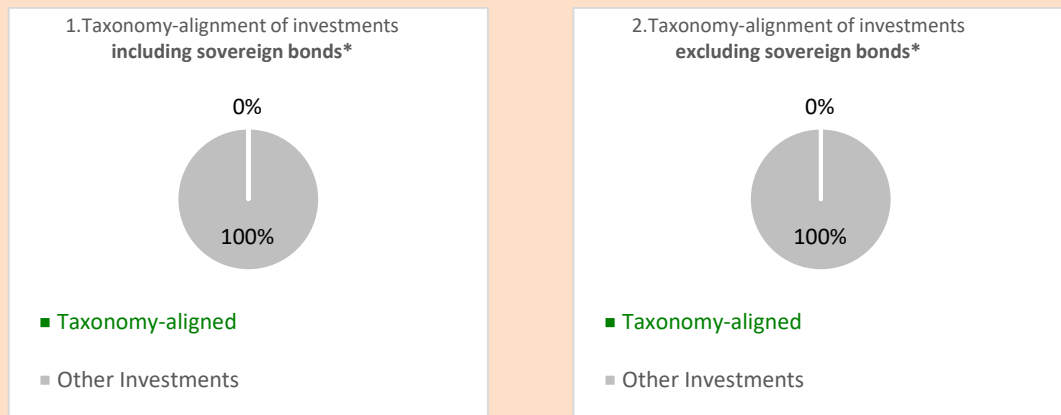 1.Taxonomy-alignment of investments
including sovereign bonds*
0%
100%
Taxonomy-aligned
Other Investments
2.Taxonomy-alignment of investments
excluding sovereign bonds*
0%
100%
Taxonomy-aligned
Other Investments